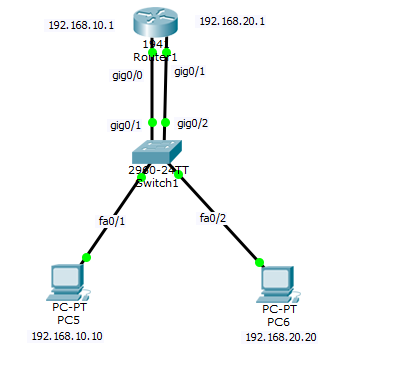 192.168.10.1
192.168.20.1
1941
Router1
gig0/0
gig0/1
gig0/1
gig0/2
2960-24TT
Switch1
fa0/1
fa0/2
PC-PT
PC5
192.168.10.10
PC-PT
PC6
192.168.20.20